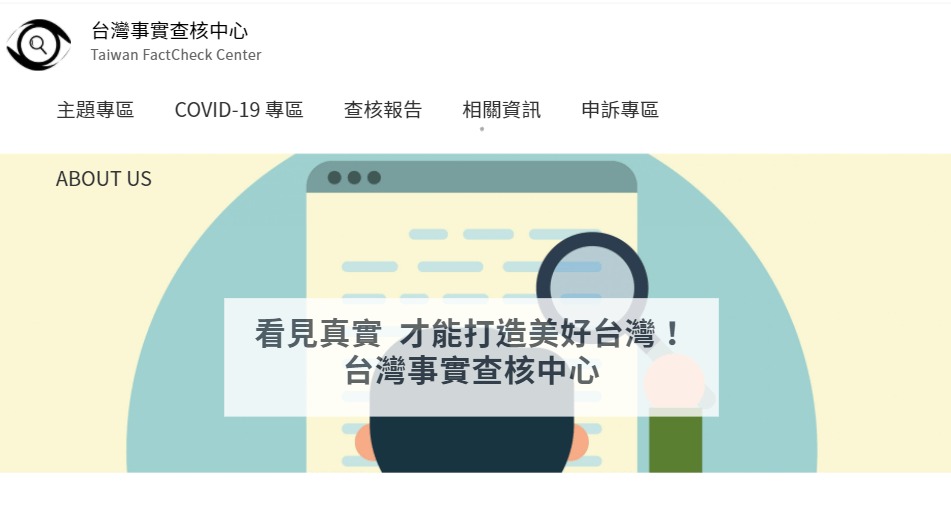 台灣事實查核中心
Taiwan FactCheck Center
主題專區 COVID-19 專區 查核報告 相關資訊 申訴專區
ABOUT US
看見真實 才能打造美好台灣！
台灣事實查核中心